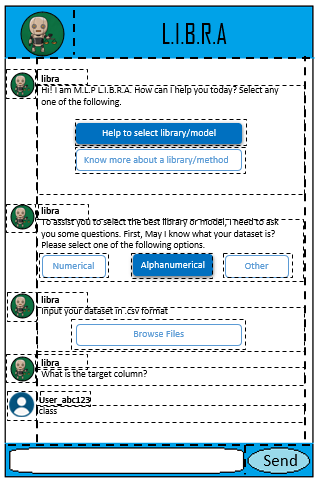 L.I.B.R.A
libra
Hi! I am M.L.P L.I.B.R.A. How can I help you today? Select any
one of the following.
Help to select library/model
Know more about a library/method
libra
To assist you to select the best library or model, I need to ask
you some questions. First, May I know what your dataset is?
Please select one of the following options.
Numerical
Alphanumerical
Other
libra
Input your dataset in .csv format
Browse Files
libra
What is the target column?
User_abc123
class
Send